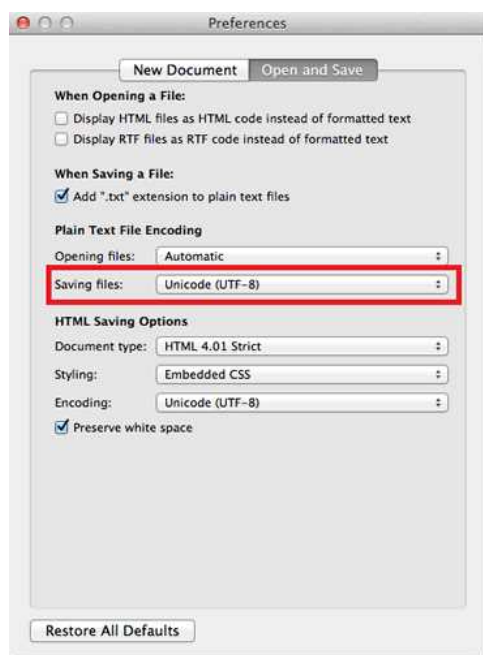 Preferences
New Document Open and Save
When Opening a File:
Display HTML files as HTML code instead of formatted text
Display RTF files as RTF code instead of formatted text
When Saving a File:
Add ".txt" extension to plain text files
Plain Text File Encoding
Opening files: Automatic
Saving files: Unicode (UTF-8)
HTML Saving Options
Document type: HTML 4.01 Strict
Styling: Embedded CSS
Encoding: Unicode (UTF-8)
Preserve white space
Restore All Defaults